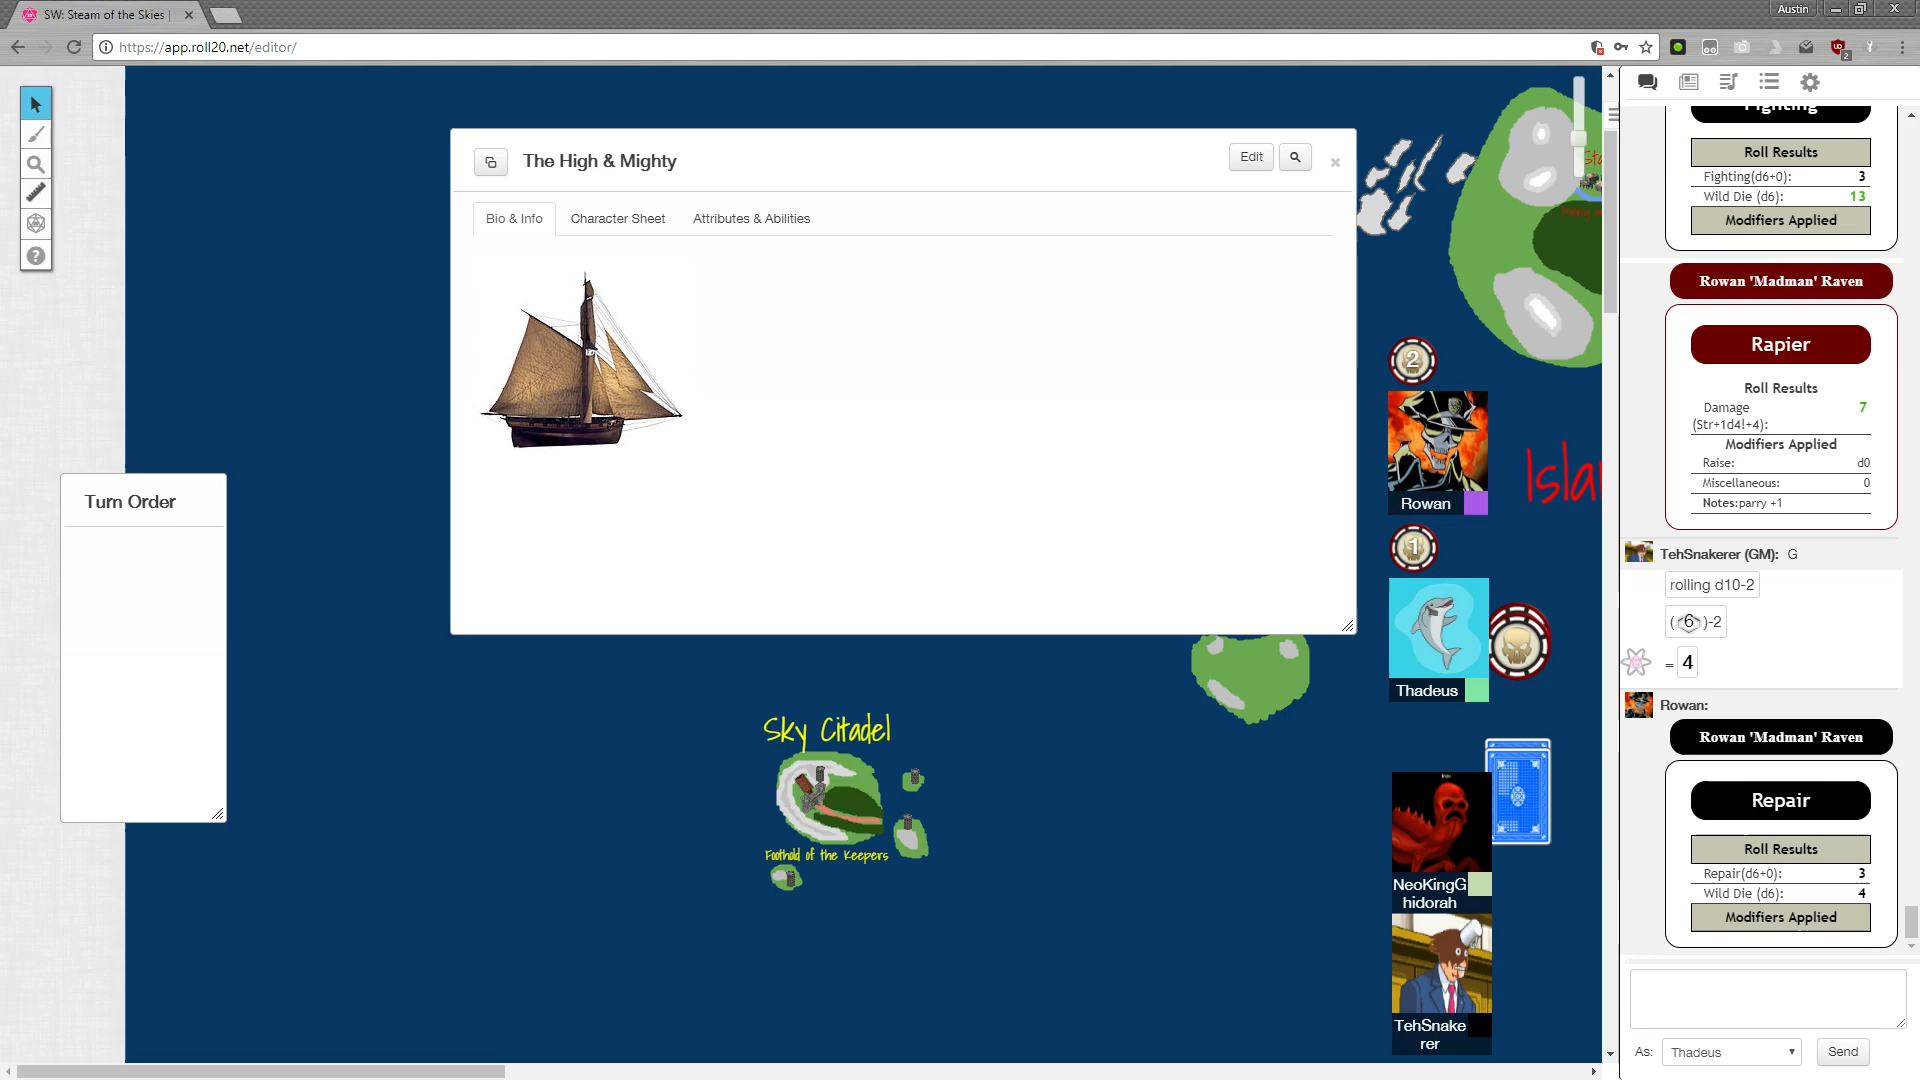 SW: Steam of the Skies |
Austin
https://app.roll20.net/editor/
2
The High & Mighty
Edit
Bio & Info
Character Sheet
Attributes & Abilities
Turn Order
Sky Citadel
Foothold of the Keepers
2
Rowan
1
Thadeus
NeoKingG
hidorah
TehSnake
rer
Fighting
Roll Results
Fighting(d6+0): 3
Wild Die (d6): 13
Modifiers Applied
Rowan 'Madman' Raven
Rapier
Roll Results
Damage 7
(Str+1d4!+4):
Modifiers Applied
Raise: d0
Miscellaneous: 0
Notes:parry +1
TehSnakerer (GM): G
rolling d10-2
(6)-2
= 4
Rowan:
Rowan 'Madman' Raven
Repair
Roll Results
Repair(d6+0): 3
Wild Die (d6): 4
Modifiers Applied
As: Thadeus
Send